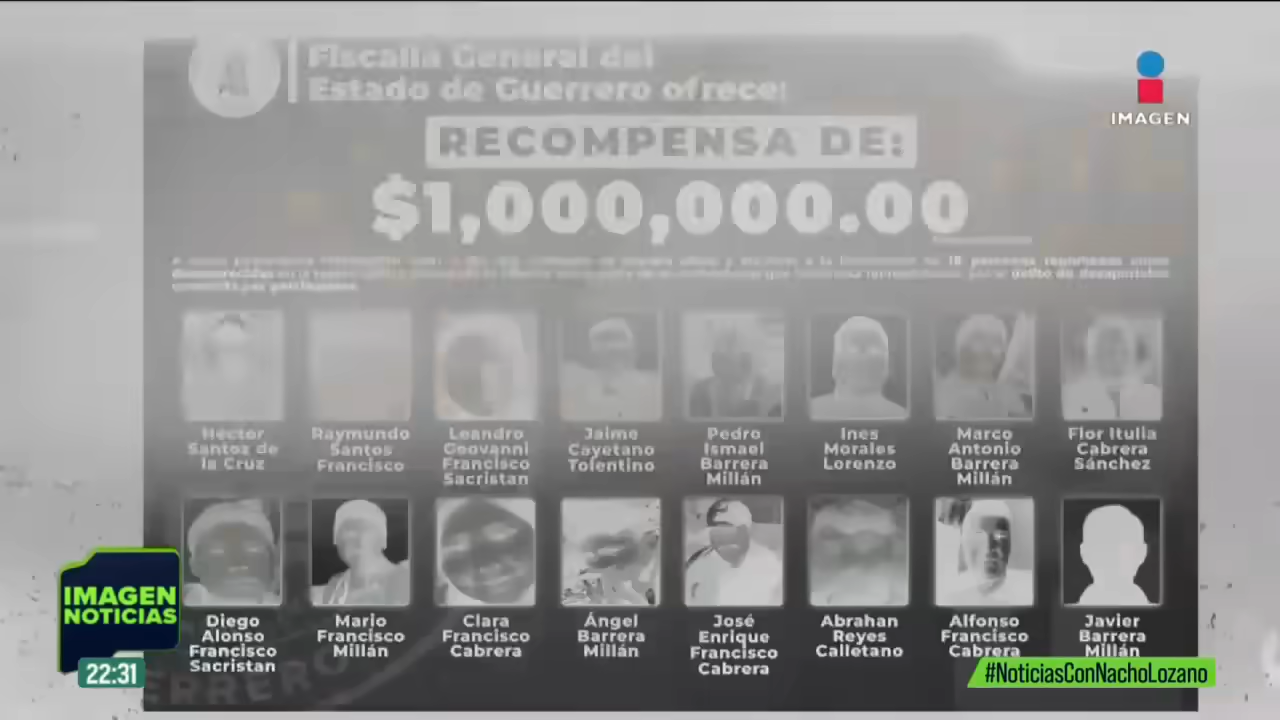 Fiscalía General del
Estado de Guerrero ofrece:
IMAGEN
RECOMPENSA DE:
$1,000,000.00
Héctor
Santoz de
la Cruz
Raymundo
Santos
Francisco
Leandro
Geovanni
Francisco
Sacristan
Jaime
Cayetano
Tolentino
Pedro
Ismael
Barrera
Millán
Ines
Morales
Lorenzo
Marco
Antonio
Barrera
Millán
Flor Itulia
Cabrera
Sánchez
Diego
Alonso
Francisco
Sacristan
Mario
Francisco
Millán
Clara
Francisco
Cabrera
Ángel
Barrera
Millán
José
Enrique
Francisco
Cabrera
Abrahan
Reyes
Calletano
Alfonso
Francisco
Cabrera
Javier
Barrera
Millán
IMAGEN
NOTICIAS
22:31
#NoticiasConNachoLozano